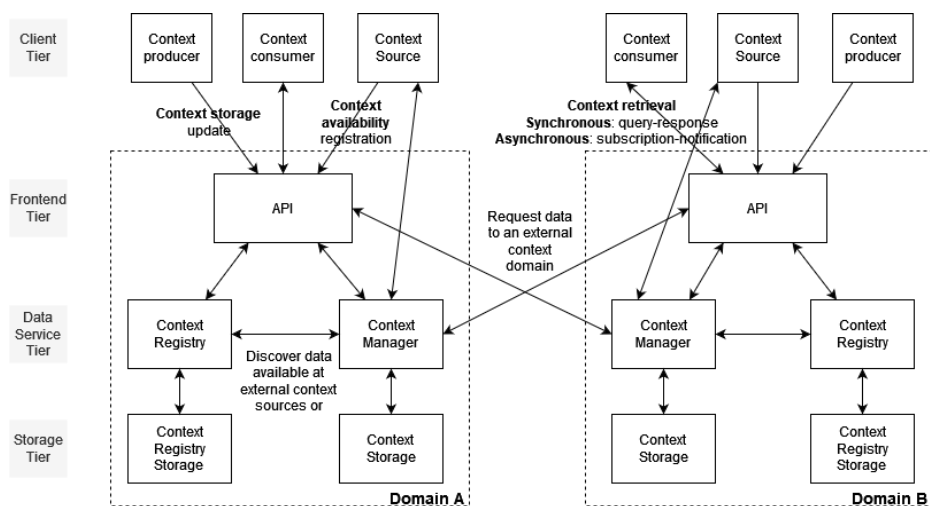 Client
Tier
Context
producer
Context
consumer
Context
Source
Context
consumer
Context
Source
Context
producer
Context storage
update
Context
availability
registration
Context retrieval
Synchronous: query-response
Asynchronous: subscription-notification
Frontend
Tier
API
Request data
to an external
context
domain
API
Data
Service
Tier
Context
Registry
Context
Manager
Context
Manager
Context
Registry
Discover data
available at
external context
sources or
Storage
Tier
Context
Registry
Storage
Context
Storage
Context
Storage
Context
Registry
Storage
Domain A
Domain B